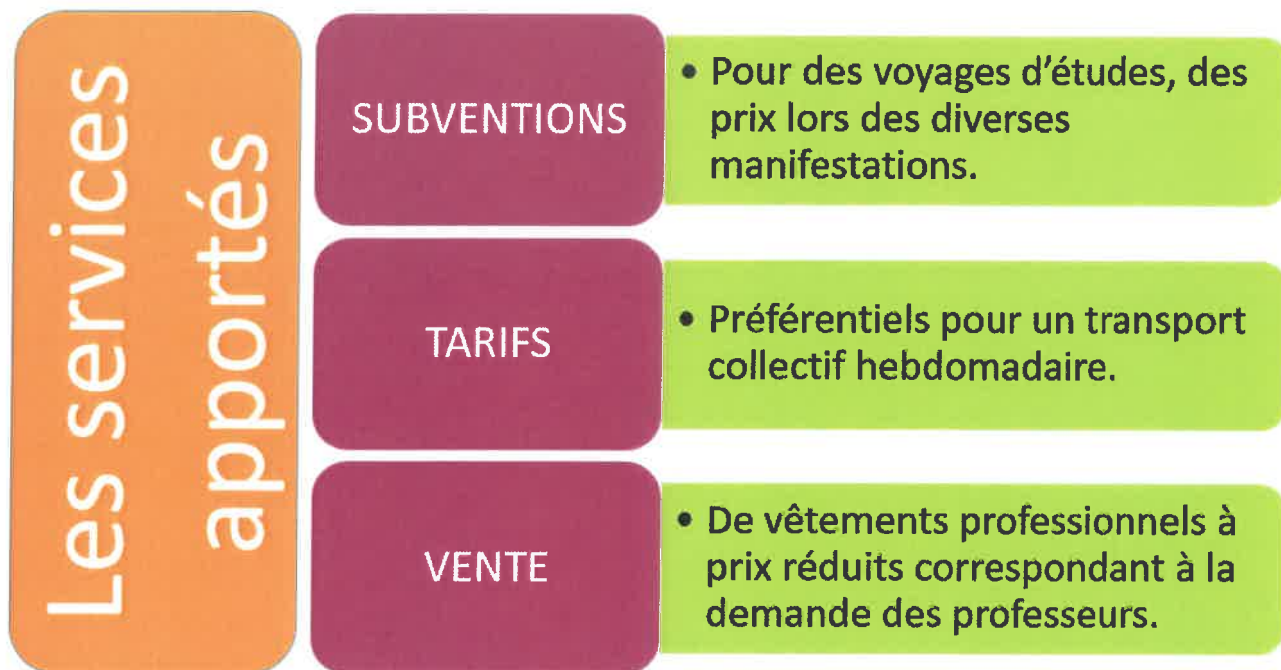 Les services
apportés
SUBVENTIONS
• Pour des voyages d'études, des
prix lors des diverses
manifestations.
TARIFS
• Préférentiels pour un transport
collectif hebdomadaire.
VENTE
• De vêtements professionnels à
prix réduits correspondant à la
demande des professeurs.